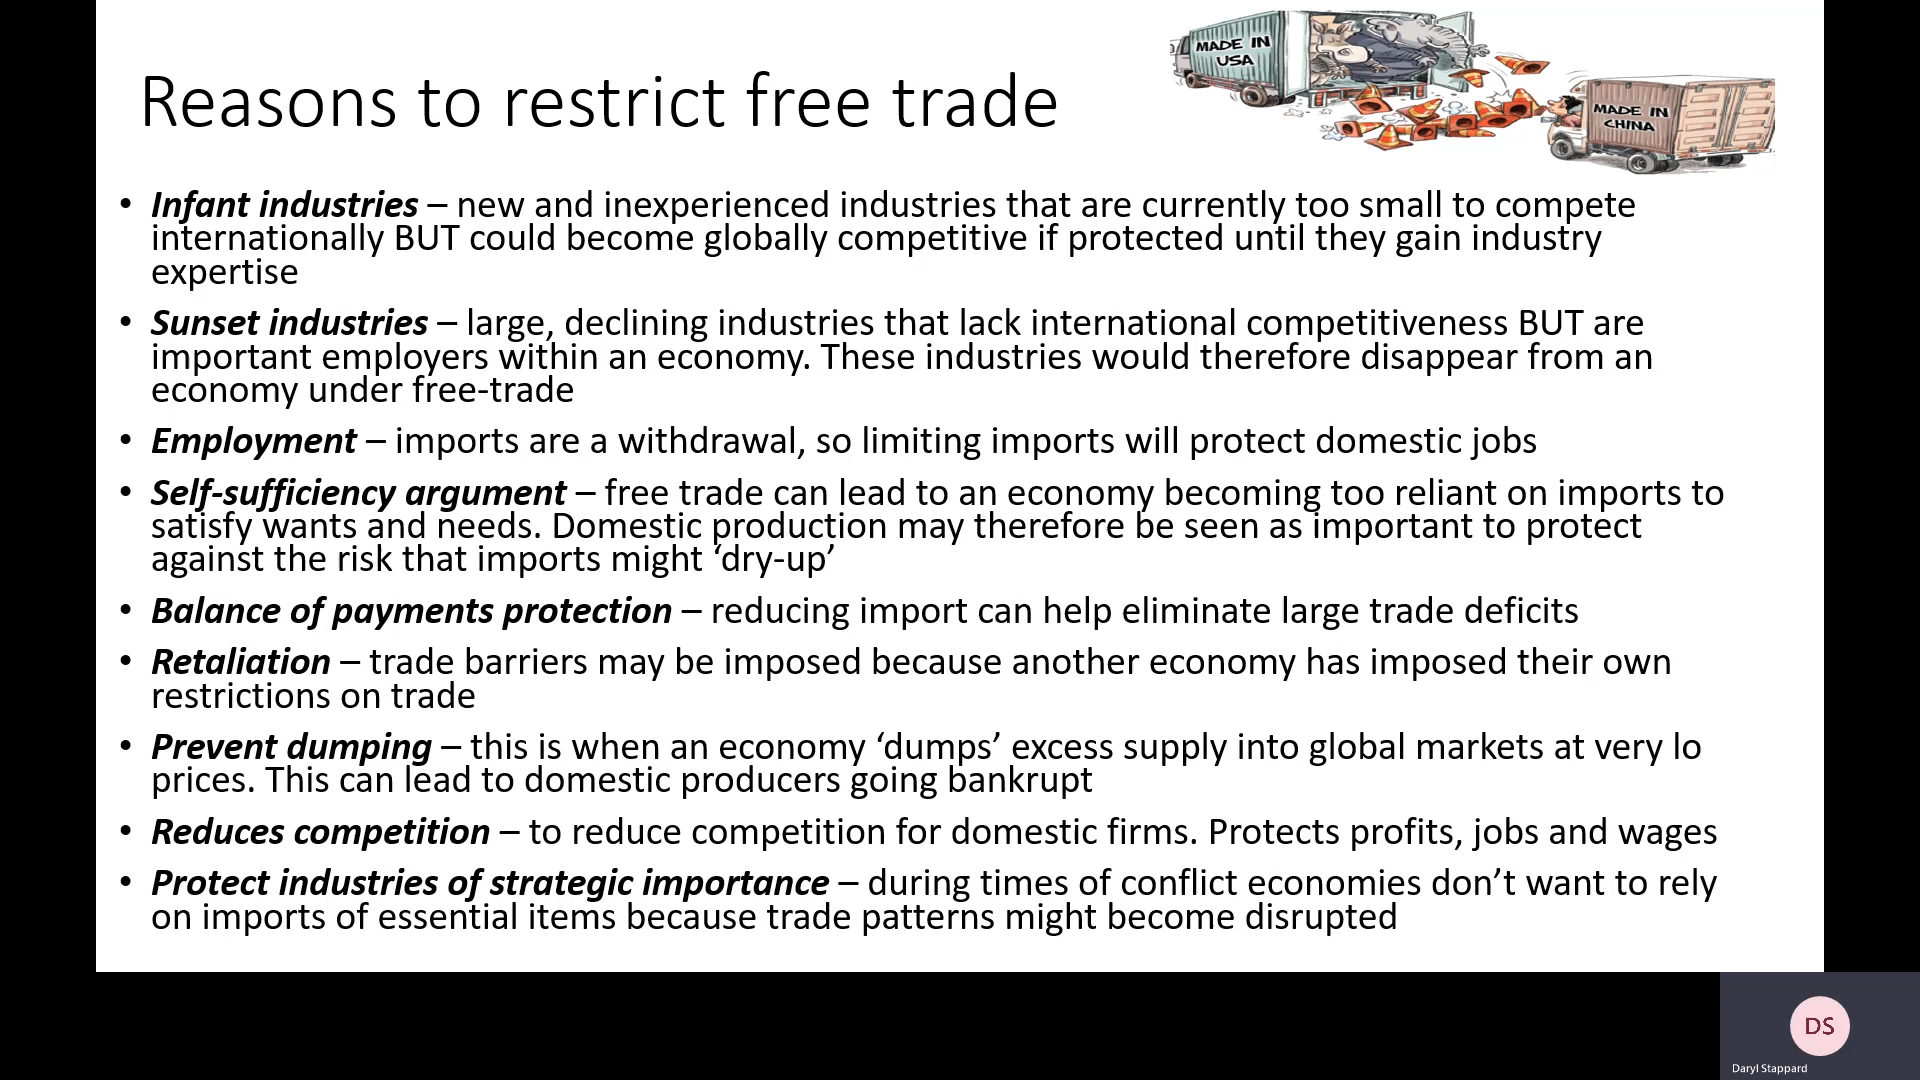 Reasons to restrict free trade
MADE IN
USA
MADE IN
CHINA
• Infant industries – new and inexperienced industries that are currently too small to compete
internationally BUT could become globally competitive if protected until they gain industry
expertise
• Sunset industries – large, declining industries that lack international competitiveness BUT are
important employers within an economy. These industries would therefore disappear from an
economy under free-trade
• Employment – imports are a withdrawal, so limiting imports will protect domestic jobs
• Self-sufficiency argument – free trade can lead to an economy becoming too reliant on imports to
satisfy wants and needs. Domestic production may therefore be seen as important to protect
against the risk that imports might ‘dry-up’
• Balance of payments protection – reducing import can help eliminate large trade deficits
• Retaliation – trade barriers may be imposed because another economy has imposed their own
restrictions on trade
• Prevent dumping – this is when an economy ‘dumps’ excess supply into global markets at very lo
prices. This can lead to domestic producers going bankrupt
• Reduces competition – to reduce competition for domestic firms. Protects profits, jobs and wages
• Protect industries of strategic importance – during times of conflict economies don’t want to rely
on imports of essential items because trade patterns might become disrupted
DS
Daryl Stappard